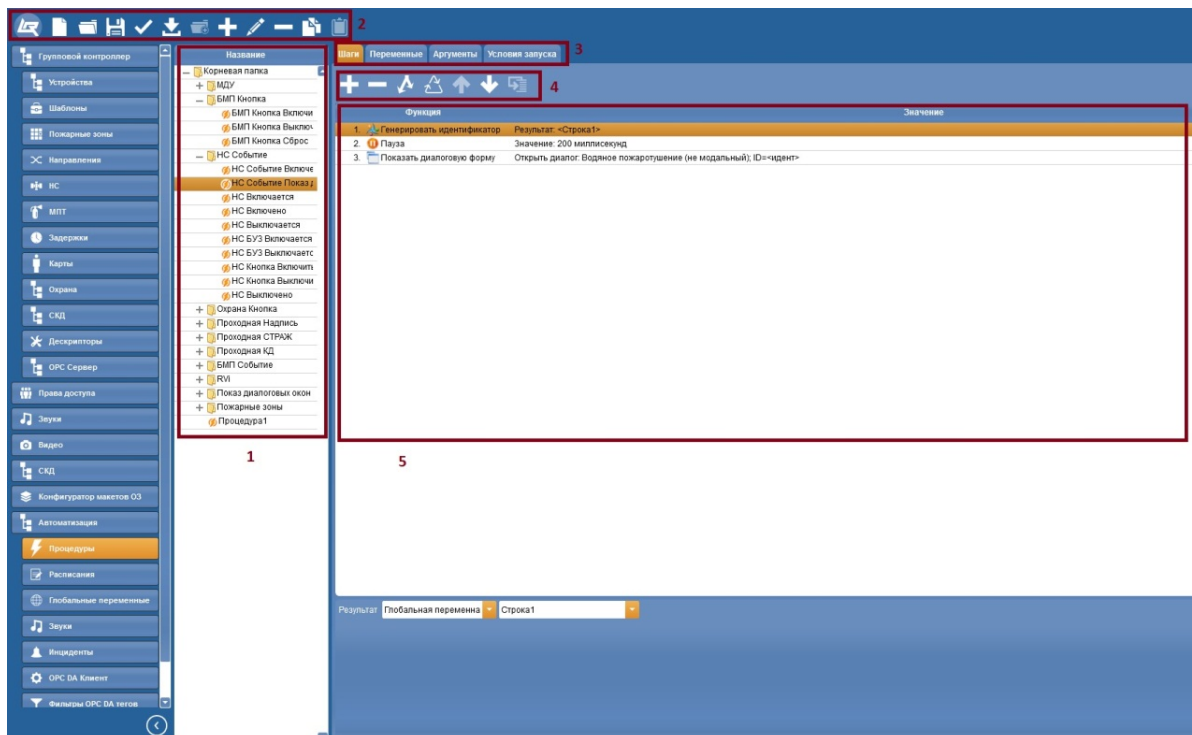 2
Групповой контроллер
Устройства
Шаблоны
Пожарные зоны
Направления
НС
МПТ
Задержки
Карты
Охрана
СКД
Дескрипторы
OPC Сервер
Права доступа
Звуки
Видео
СКД
Конфигуратор макетов ОЗ
Автоматизация
Процедуры
Расписания
Глобальные переменные
Звуки
Инциденты
OPC DA Клиент
Фильтры OPC DA тегов
Название
Корневая папка
МДУ
БМП Кнопка
БМП Кнопка Включи
БМП Кнопка Выключ
БМП Кнопка Сброс
НС Событие
НС Событие Включе
НС Событие Показ д
НС Включается
НС Включено
НС Выключается
НС БУЗ Включается
НС БУЗ Выключаетс
НС Кнопка Включить
НС Кнопка Выключи
НС Выключено
Охрана Кнопка
Проходная Надпись
Проходная СТРАЖ
Проходная КД
БМП Событие
RVi
Показ диалоговых окон
Пожарные зоны
Процедура1
1
Шаги Переменные Аргументы Условия запуска 3
4
Функция Значение
1. Генерировать идентификатор Результат: <Строка1>
2. Пауза Значение: 200 миллисекунд
3. Показать диалоговую форму Открыть диалог: Водяное пожаротушение (не модальный); ID=<идент>
5
Результат Глобальная переменна Строка1